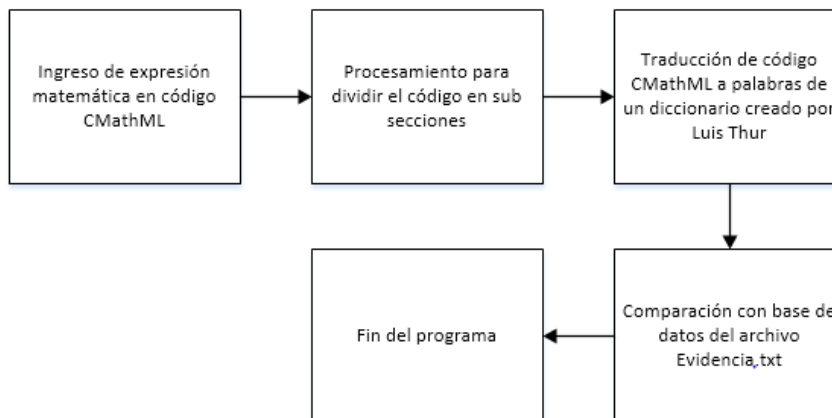 Ingreso de expresión
matemática en código
CMathML
Procesamiento para
dividir el código en sub
secciones
Traducción de código
CMathML a palabras de
un diccionario creado por
Luis Thur
Comparación con base de
datos del archivo
Evidencia.txt
Fin del programa